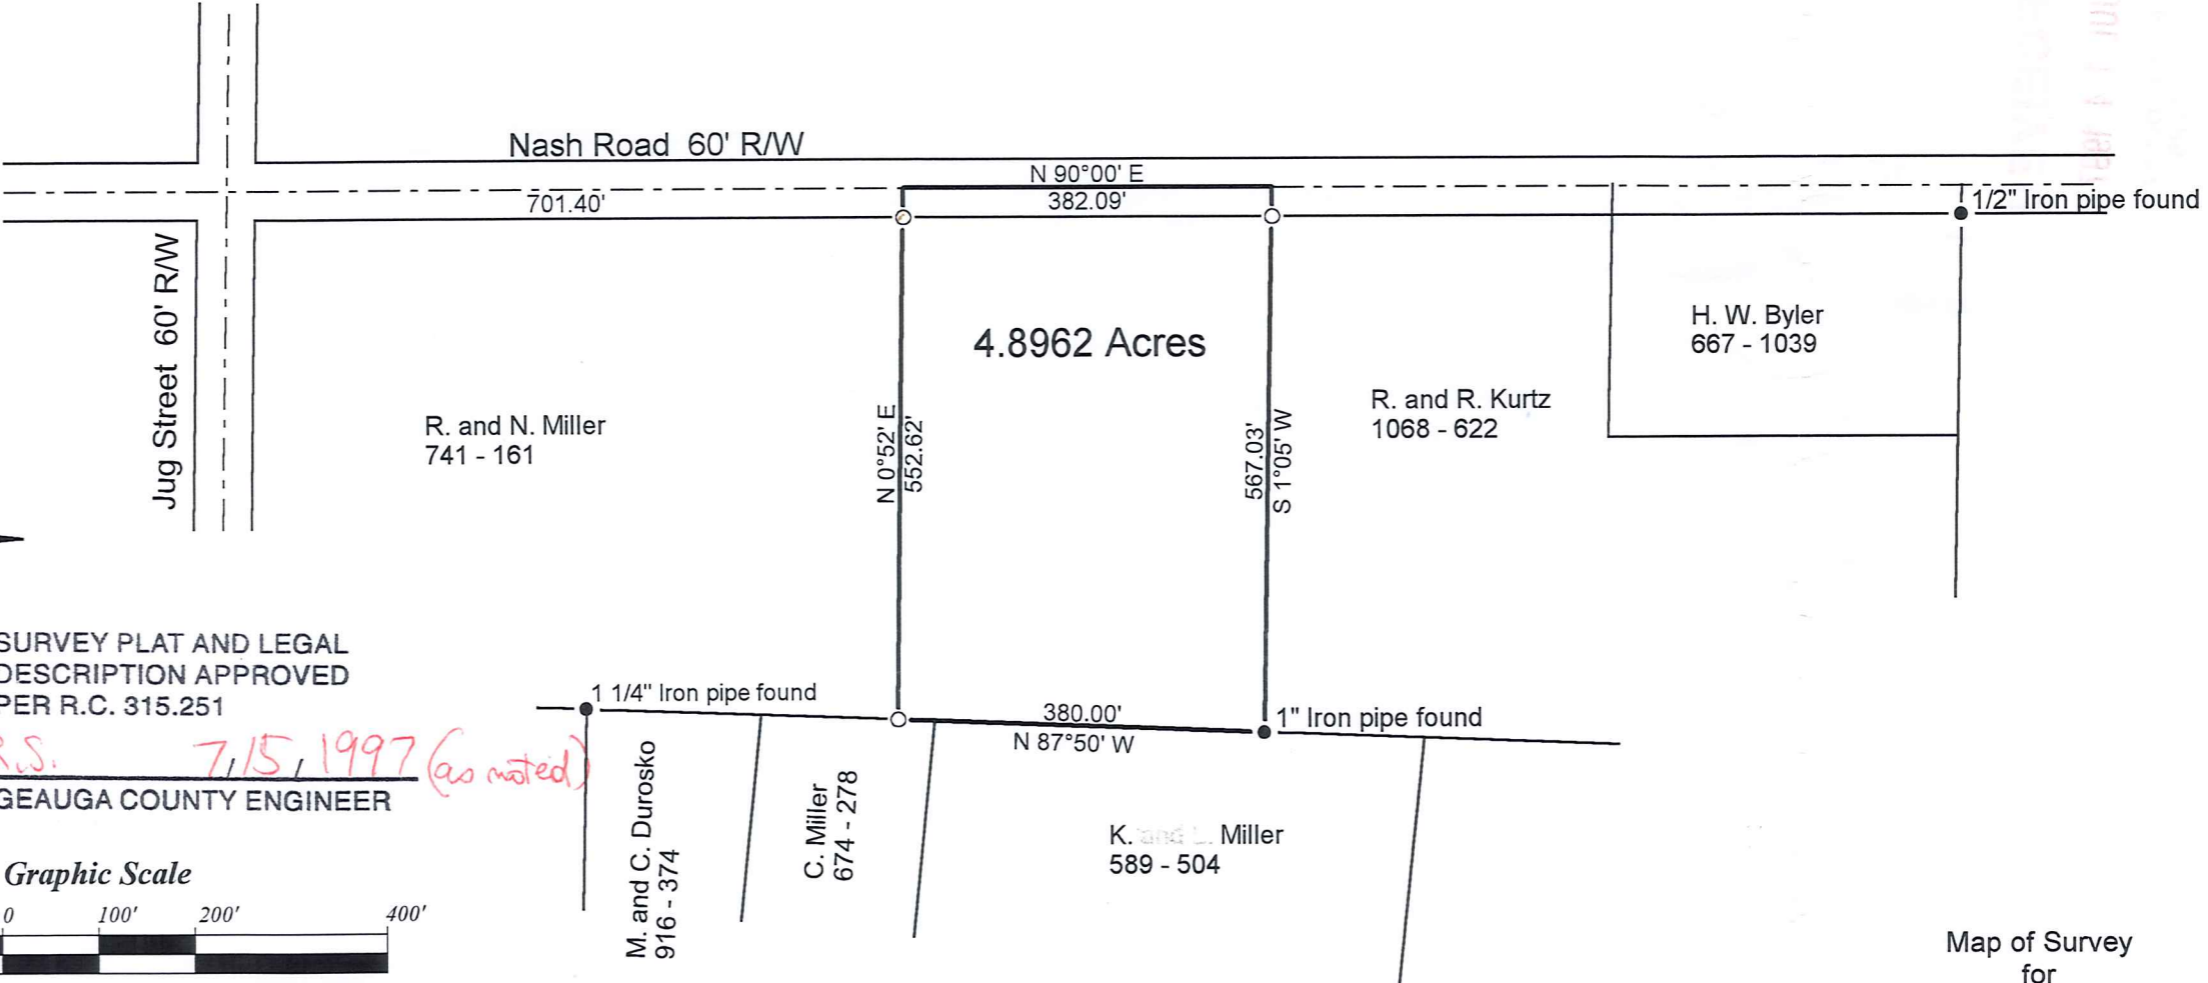 Nash Road 60' R/W
N 90°00' E
701.40'
382.09'
1/2" Iron pipe found
Jug Street 60' R/W
4.8962 Acres
H. W. Byler
667 - 1039
R. and R. Kurtz
1068 - 622
R. and N. Miller
741 - 161
N 0°52' E
552.62'
567.03'
S 1°05' W
SURVEY PLAT AND LEGAL
DESCRIPTION APPROVED
PER R.C. 315.251
R.S. 7,15,1997 (as noted)
GEAUGA COUNTY ENGINEER
1 1/4" Iron pipe found
380.00'
N 87°50' W
1" Iron pipe found
M. and C. Durosko
916 - 374
C. Miller
674 - 278
K. and L. Miller
589 - 504
Graphic Scale
0 100' 200' 400'
Map of Survey
for